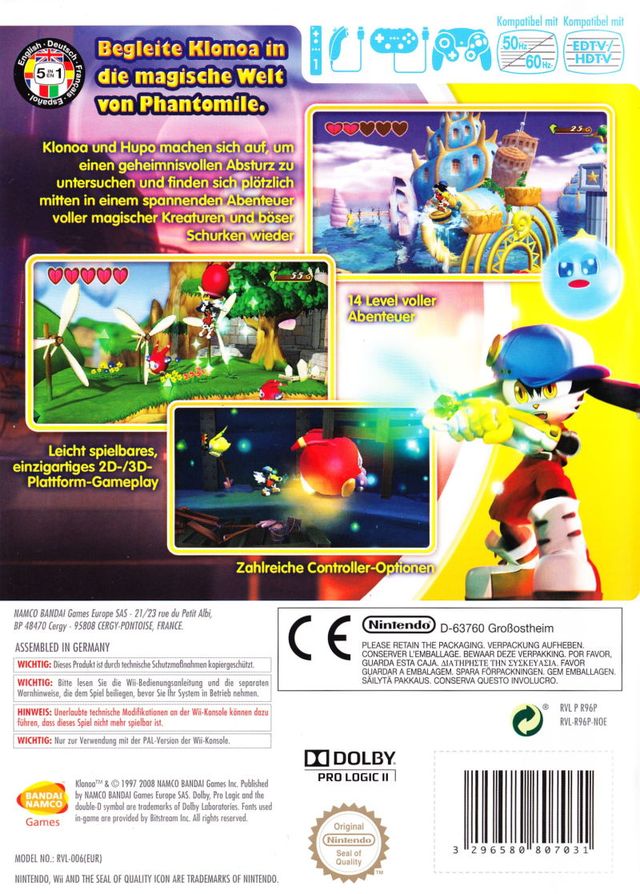 Kompatibel mit Kompatibel mit
English · Deutsch · Français · Español
5 IN EN 1
1
50Hz
60Hz
EDTV/
HDTV
Begleite Klonoa in
die magische Welt
von Phantomile.
Klonoa und Hupo machen sich auf, um
einen geheimnisvollen Absturz zu
untersuchen und finden sich plötzlich
mitten in einem spannenden Abenteuer
voller magischer Kreaturen und böser
Schurken wieder
14 Level voller
Abenteuer
Leicht spielbares,
einzigartiges 2D-/3D-
Plattform-Gameplay
Zahlreiche Controller-Optionen
NAMCO BANDAI Games Europe SAS - 21/23 rue du Petit Albi,
BP 48470 Cergy - 95808 CERGY-PONTOISE, FRANCE.
ASSEMBLED IN GERMANY
WICHTIG: Dieses Produkt ist durch technische Schutzmaßnahmen kopiergeschützt.
WICHTIG: Bitte lesen Sie die Wii-Bedienungsanleitung und die separaten
Warnhinweise, die dem Spiel beiliegen, bevor Sie Ihr System in Betrieb nehmen.
HINWEIS: Unerlaubte technische Modifikationen an der Wii-Konsole können dazu
führen, dass dieses Spiel nicht mehr spielbar ist.
WICHTIG: Nur zur Verwendung mit der PAL-Version der Wii-Konsole.
CE
Nintendo D-63760 Großostheim
PLEASE RETAIN THE PACKAGING. VERPACKUNG AUFHEBEN.
CONSERVER L'EMBALLAGE. BEWAAR DEZE VERPAKKING. POR FAVOR,
GUARDA ESTA CAJA. ΔΙΑΤΗΡΗΣΤΕ ΤΗΝ ΣΥΣΚΕΥΑΣΙΑ. FAVOR
GUARDAR A EMBALAGEM. SPARA FÖRPACKNINGEN. GEM EMBALLAGEN.
SÄILYTÄ PAKKAUS. CONSERVA QUESTO INVOLUCRO.
®
RVL P R96P
RVL-R96P-NOE
DOLBY
PRO LOGIC II
BANDAI
NAMCO
Games
Klonoa™ & © 1997 2008 NAMCO BANDAI Games Inc. Published
by NAMCO BANDAI Games Europe SAS. Dolby, Pro Logic and the
double-D symbol are trademarks of Dolby Laboratories. Fonts used
in-game are provided by Bitstream Inc. All rights reserved.
Original
Nintendo
Seal of
Quality
TM
3 296580 807031
MODEL NO.: RVL-006(EUR)
NINTENDO, Wii AND THE SEAL OF QUALITY ICON ARE TRADEMARKS OF NINTENDO.